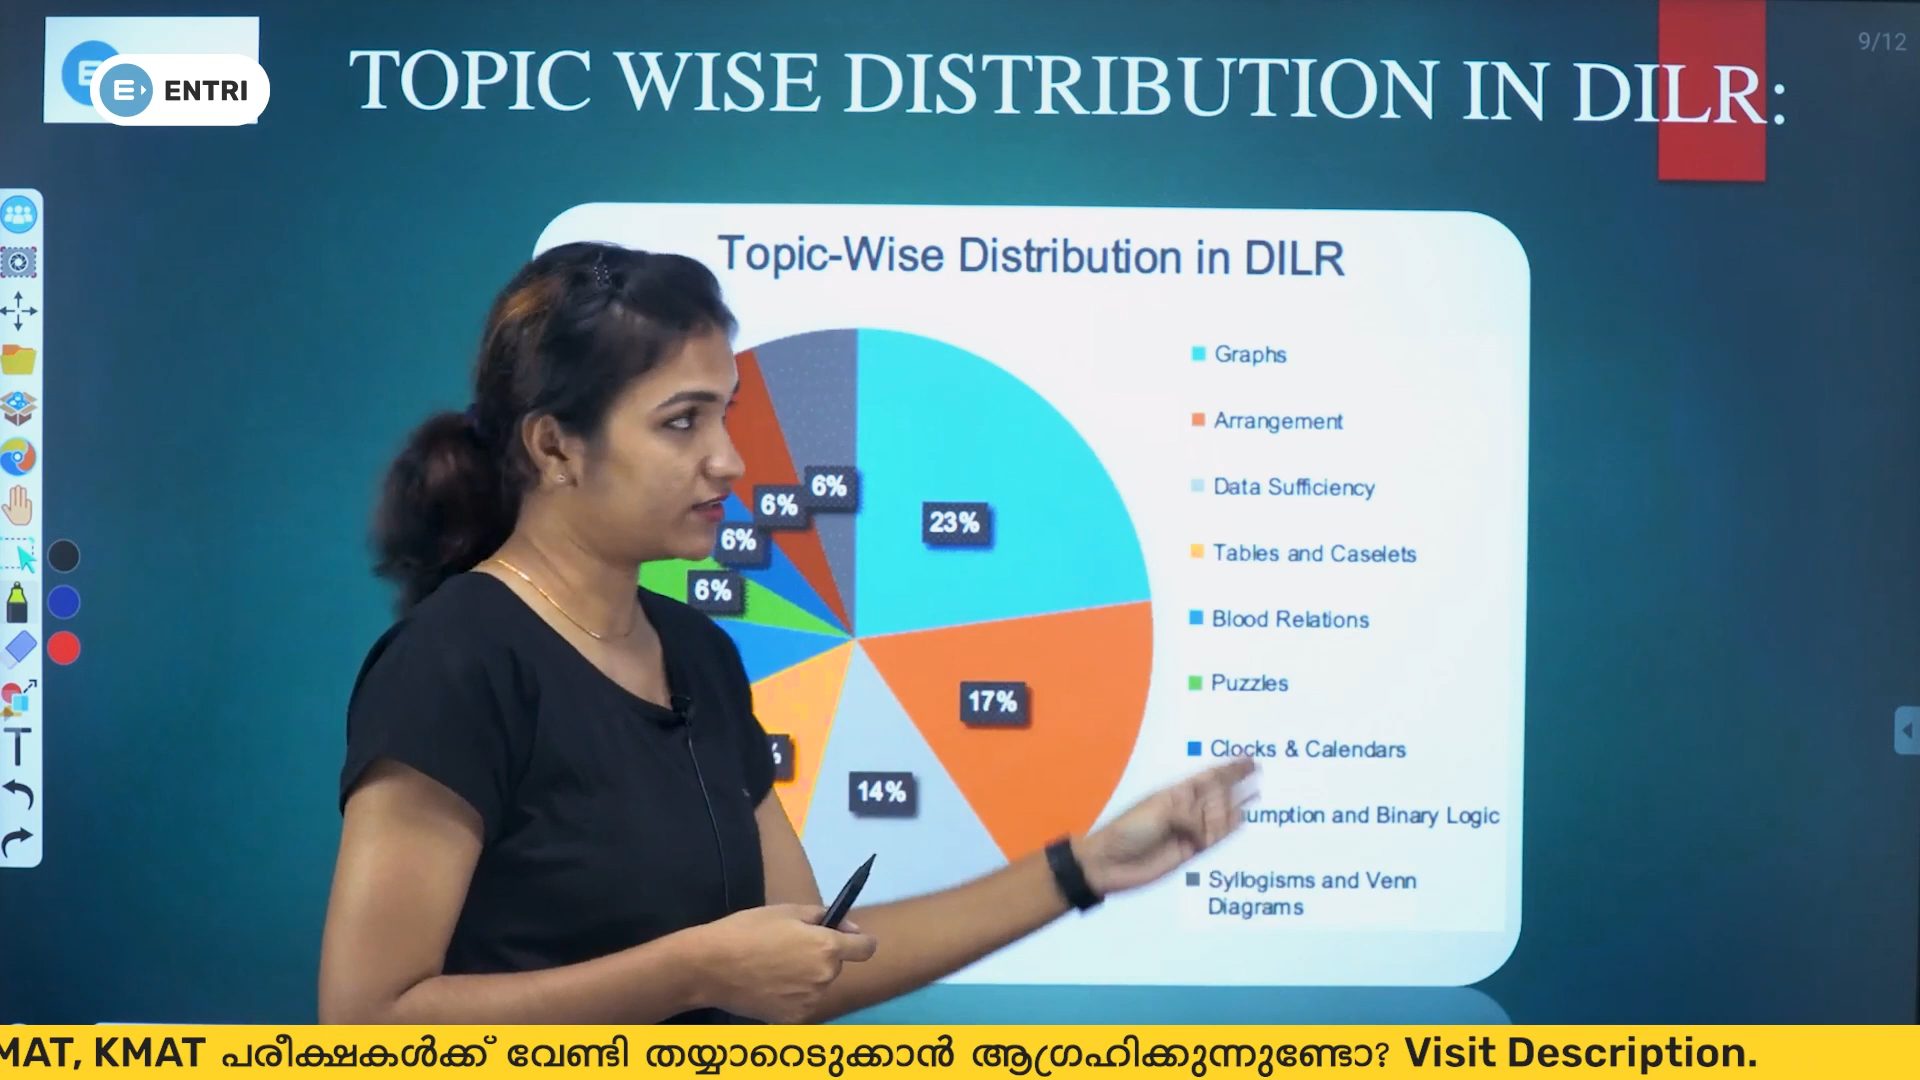 ENTRI
TOPIC WISE DISTRIBUTION IN DILR:
9/12
Topic-Wise Distribution in DILR
Graphs
Arrangement
Data Sufficiency
Tables and Caselets
Blood Relations
Puzzles
Clocks & Calendars
and Binary Logic
Syllogisms and Venn
Diagrams
6%
6%
23%
6%
6%
17%
14%
KMAT പരീക്ഷകൾക്ക് വേണ്ടി തയ്യാറെടുക്കാൻ ആഗ്രഹിക്കുന്നുണ്ടോ? Visit Description.